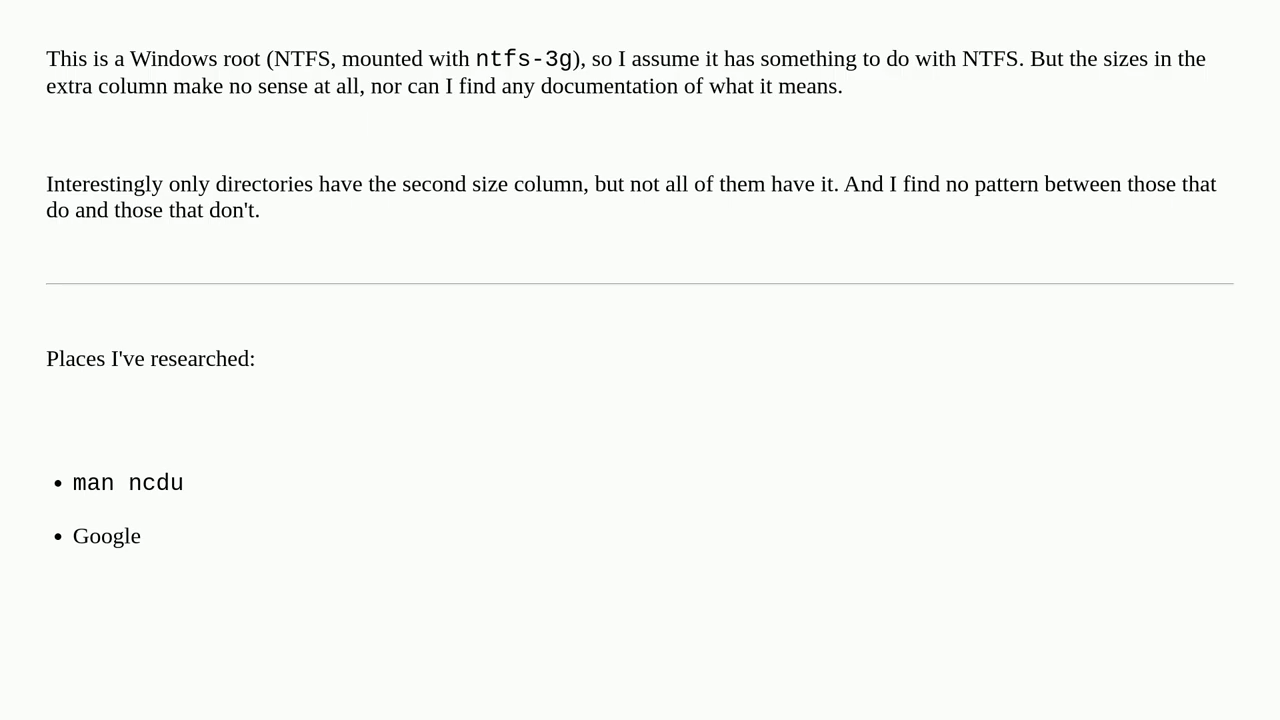 This is a Windows root (NTFS, mounted with ntfs-3g), so I assume it has something to do with NTFS. But the sizes in the
extra column make no sense at all, nor can I find any documentation of what it means.
Interestingly only directories have the second size column, but not all of them have it. And I find no pattern between those that
do and those that don't.
Places I've researched:
• man ncdu
• Google